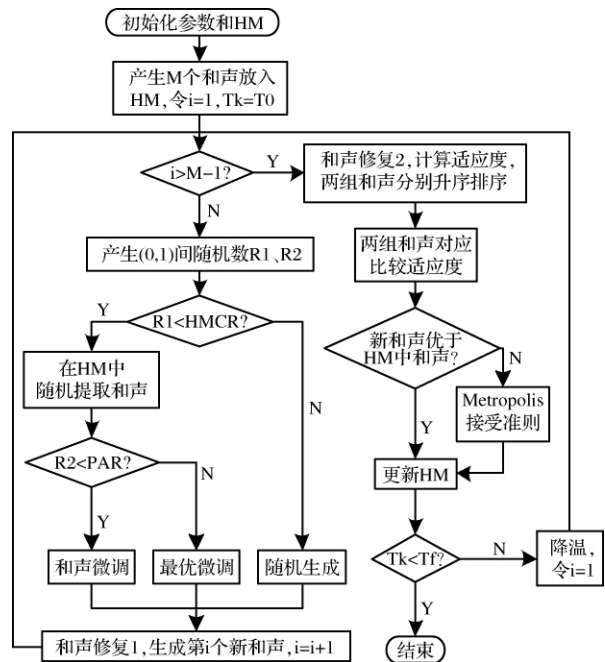 初始化参数和HM
产生M个和声放入
HM,令i=1,Tk=T0
i>M-1?
Y
N
和声修复2,计算适应度,
两组和声分别升序排序
产生(0,1)间随机数R1、R2
两组和声对应
比较适应度
R1<HMCR?
Y
N
在HM中
随机提取和声
新和声优于
HM中和声?
N
Y
Metropolis
接受准则
R2<PAR?
Y
N
更新HM
和声微调
最优微调
随机生成
Tk<Tf?
N
Y
降温,
令i=1
和声修复1,生成第i个新和声,i=i+1
结束